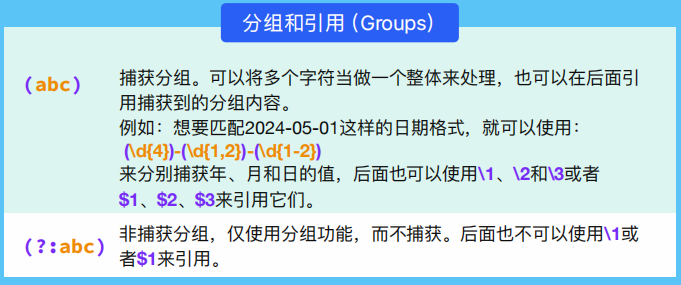 分组和引用（Groups）
(abc)
捕获分组。可以将多个字符当做一个整体来处理，也可以在后面引
用捕获到的分组内容。
例如：想要匹配2024-05-01这样的日期格式，就可以使用：
(\d{4})-(\d{1,2})-(\d{1-2})
来分别捕获年、月和日的值，后面也可以使用\1、\2和\3或者
$1、$2、$3来引用它们。
(?:abc)
非捕获分组，仅使用分组功能，而不捕获。后面也不可以使用\1或
者$1来引用。